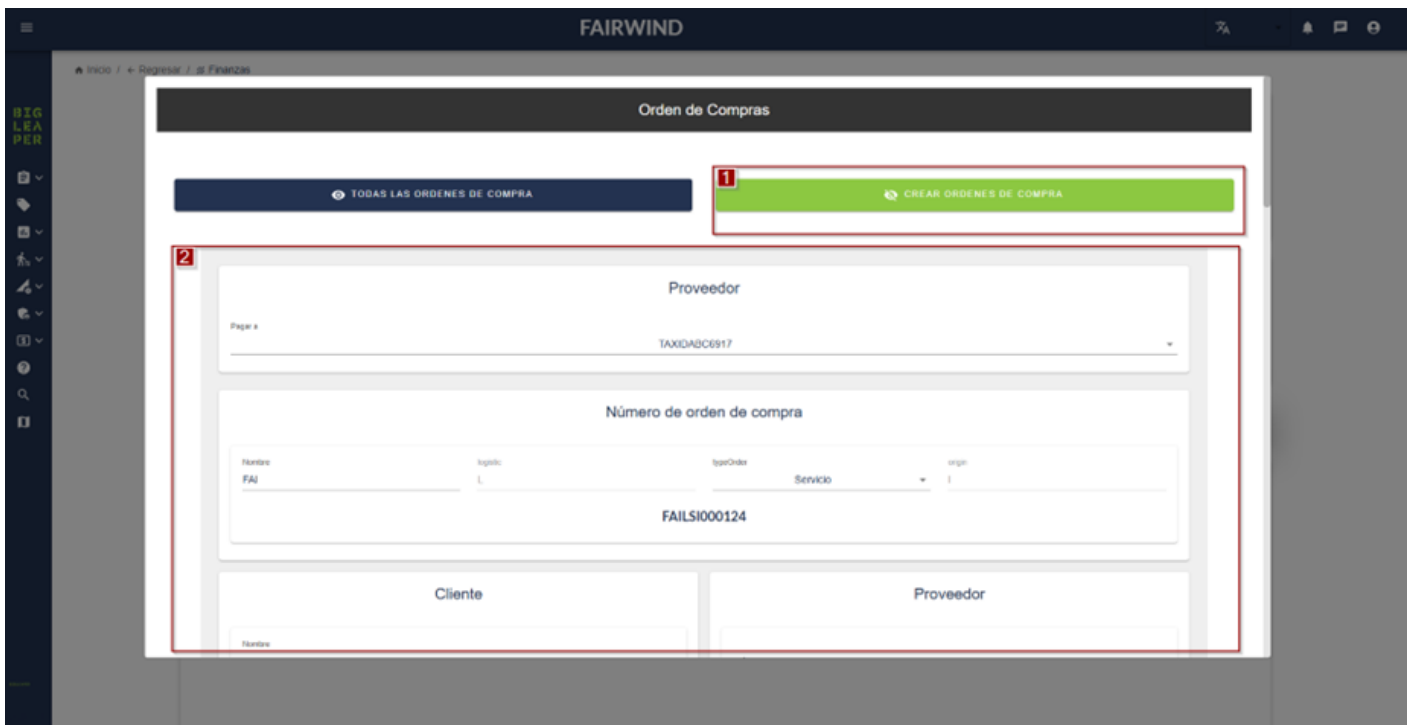 FAIRWIND
Inicio / Regresar / Finanzas
BIG
LEA
PER
Orden de Compras
1
TODAS LAS ORDENES DE COMPRA
CREAR ORDENES DE COMPRA
2
Proveedor
Pagar a
TAXIDABC6917
Número de orden de compra
Nombre logistic typeOrder origin
FAI L Servicio I
FAILSI000124
Cliente
Proveedor
Nombre